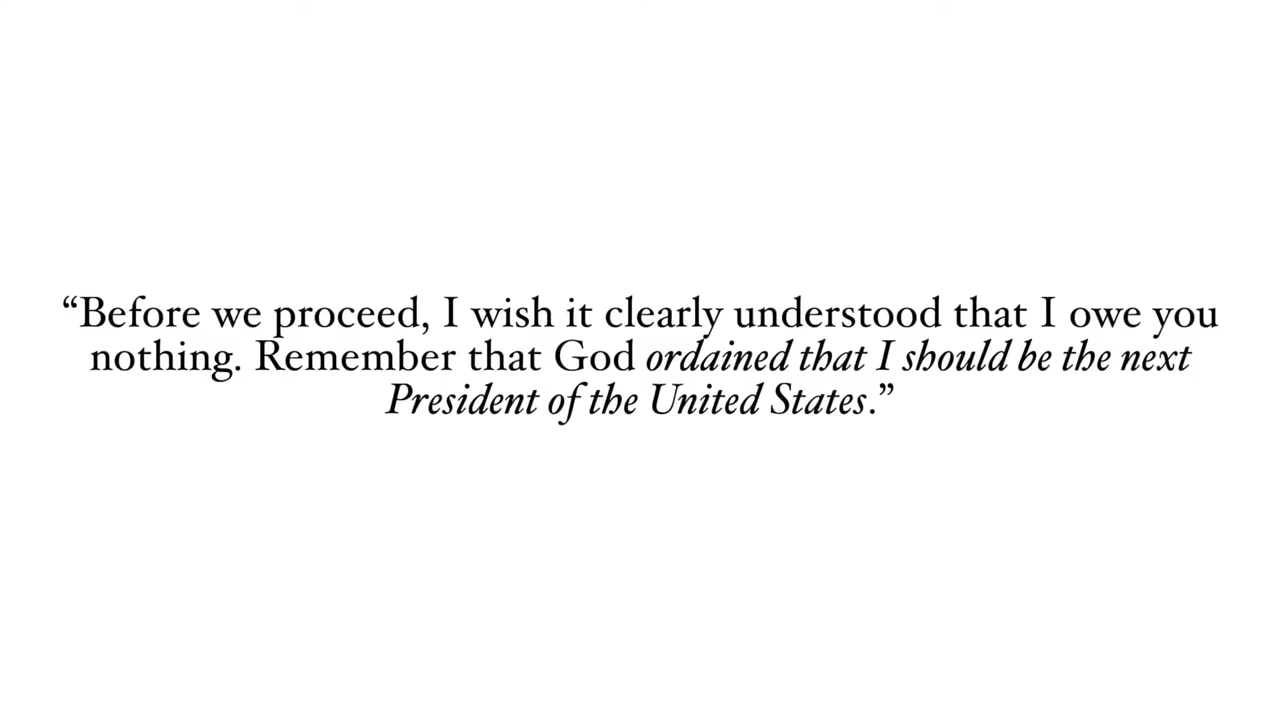 “Before we proceed, I wish it clearly understood that I owe you
nothing. Remember that God ordained that I should be the next
President of the United States.”